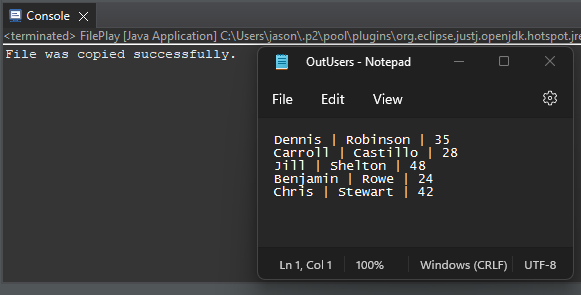 Console
<terminated> FilePlay [Java Application] C:\Users\jason\.p2\pool\plugins\org.eclipse.justj.openjdk.hotspot.jre
File was copied successfully.
OutUsers - Notepad
File Edit View
Dennis | Robinson | 35
Carroll | Castillo | 28
Jill | Shelton | 48
Benjamin | Rowe | 24
Chris | Stewart | 42
Ln 1, Col 1 100% Windows (CRLF) UTF-8